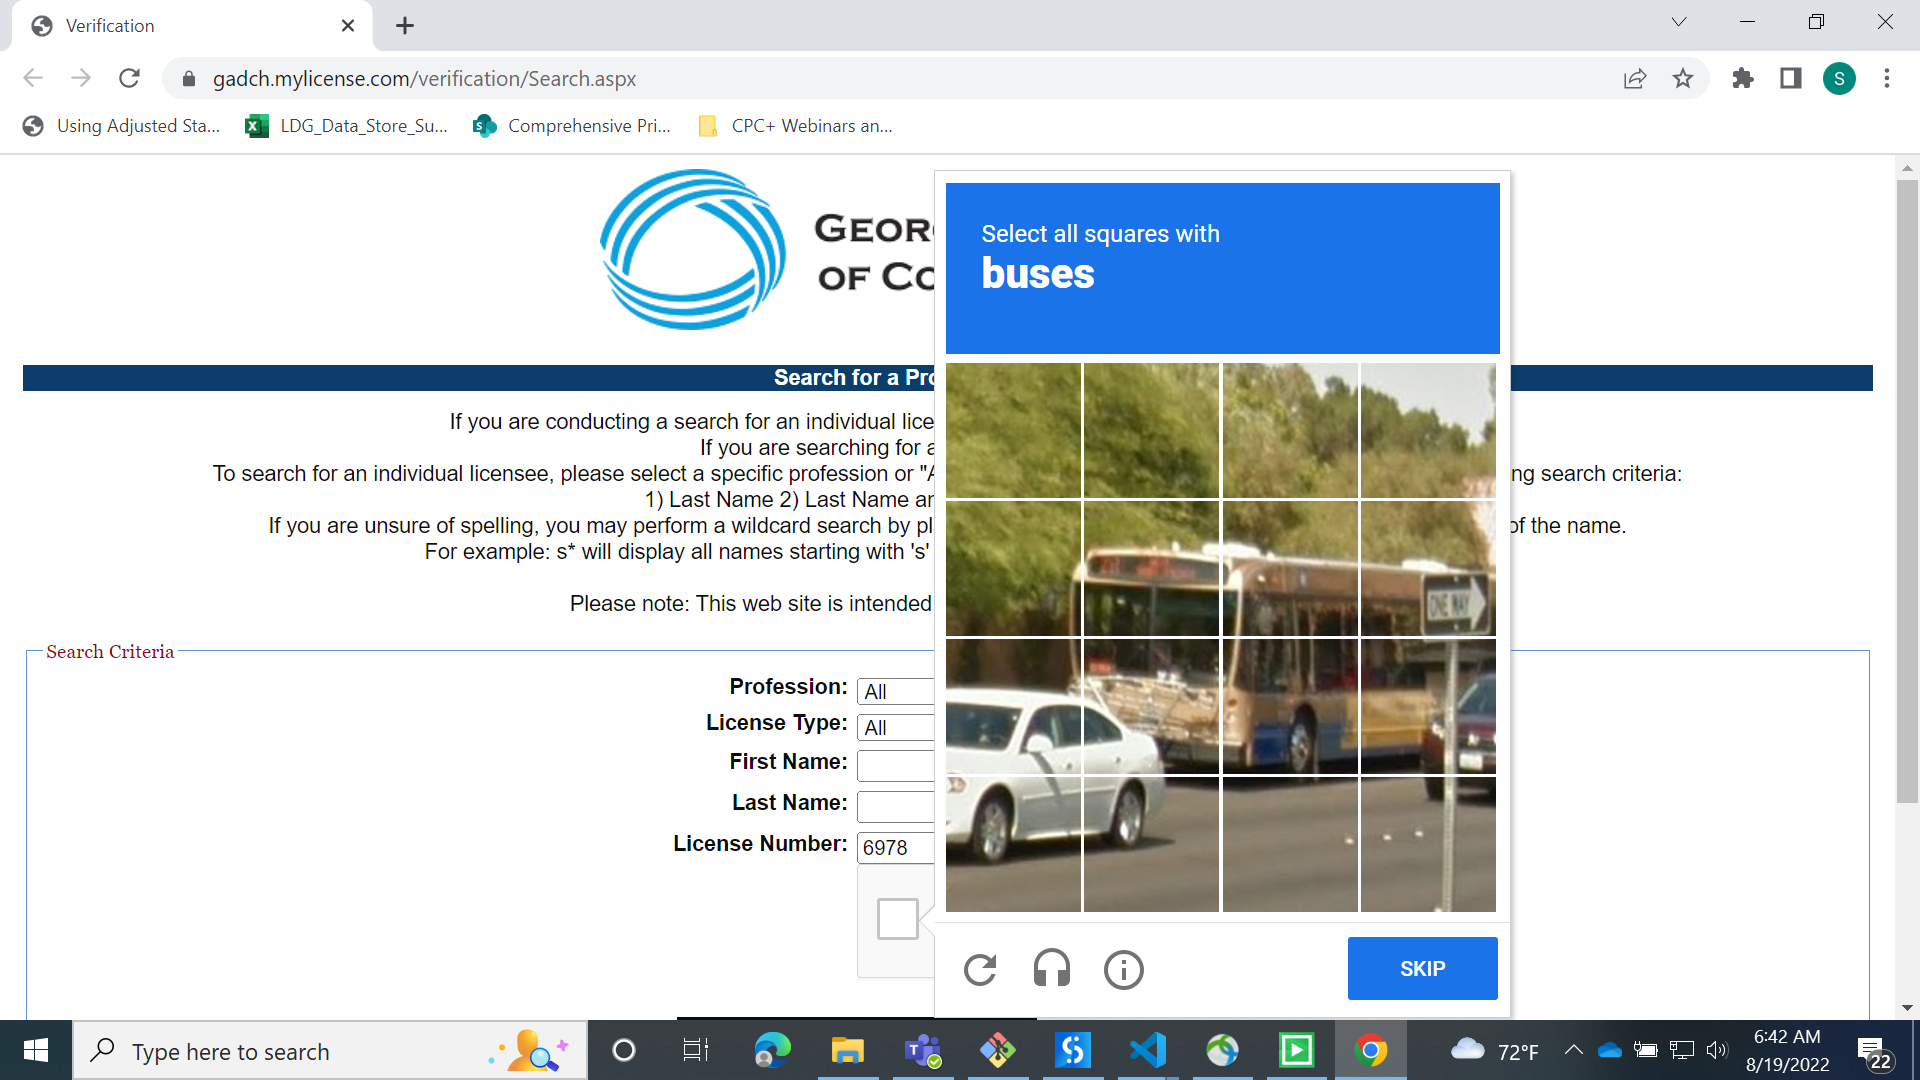 Verification
gadch.mylicense.com/verification/Search.aspx
S
Using Adjusted Sta...
LDG_Data_Store_Su...
Comprehensive Pri...
CPC+ Webinars an...
GEOR
OF CO
Select all squares with
buses
Search for a Pro
If you are conducting a search for an individual lice
If you are searching for a
To search for an individual licensee, please select a specific profession or "A
ng search criteria:
1) Last Name 2) Last Name an
If you are unsure of spelling, you may perform a wildcard search by pl
of the name.
For example: s* will display all names starting with 's'
Please note: This web site is intended
ONE WAY
Search Criteria
Profession: All
License Type: All
First Name:
Last Name:
License Number: 6978
SKIP
Type here to search
72°F
6:42 AM
8/19/2022
22